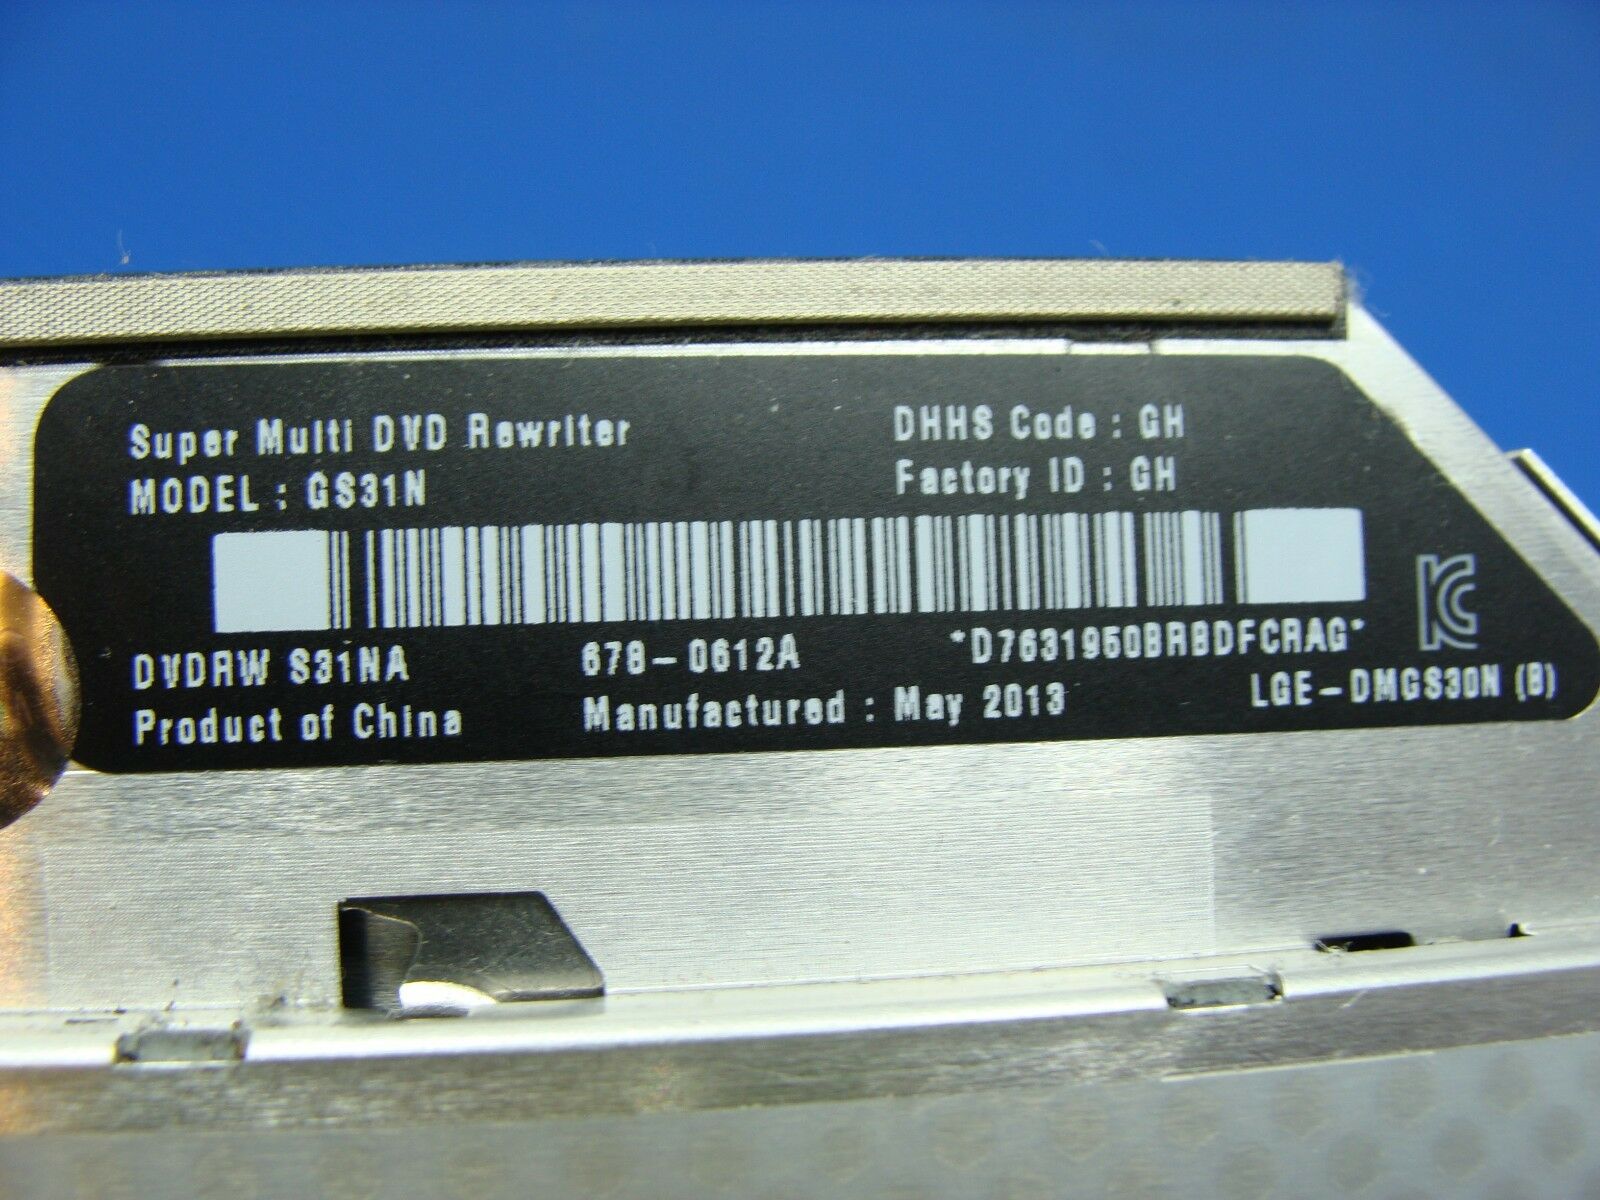 Super Multi DVD Rewriter
MODEL : GS31N
DHHS Code : GH
Factory ID : GH
DVDRW S31NA
678-0612A
*D7631950BRBDFCRAG*
Product of China
Manufactured : May 2013
LGE-DMGS30N (B)